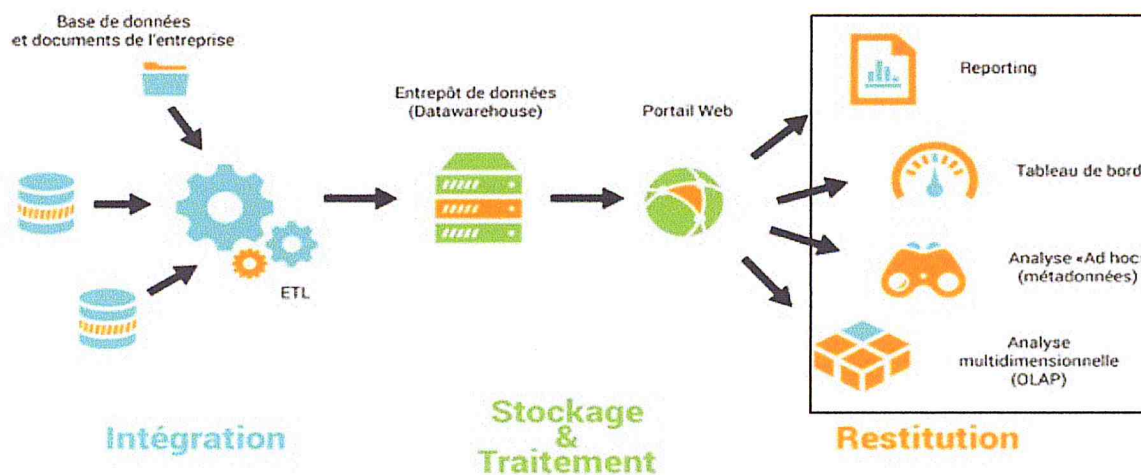 Base de données
et documents de l'entreprise
ETL
Entrepôt de données
(Datawarehouse)
Portail Web
Reporting
Tableau de bord
Analyse «Ad hoc
(métadonnées)
Analyse
multidimensionnelle
(OLAP)
Intégration
Stockage
&
Traitement
Restitution